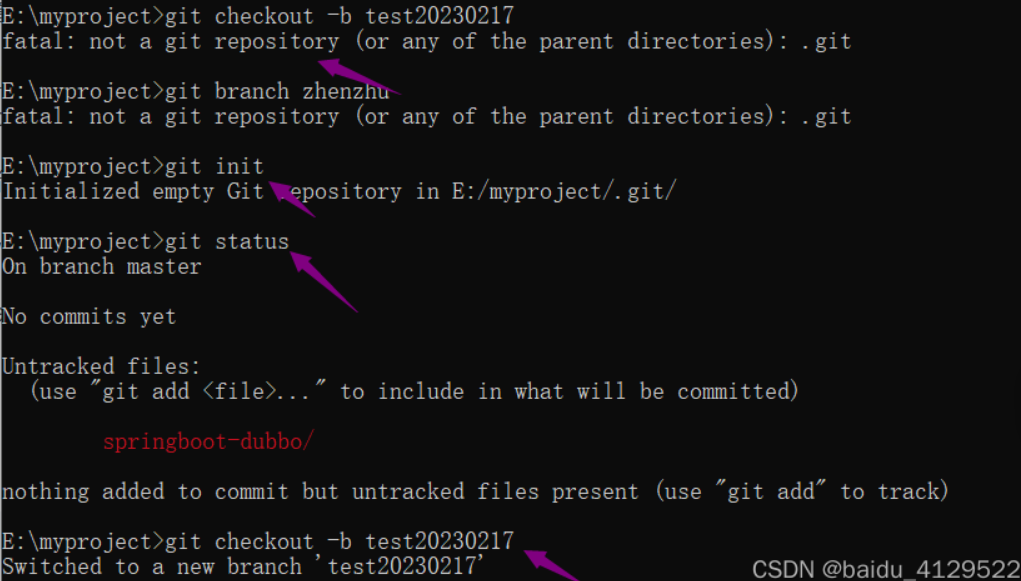 E:\myproject>git checkout -b test20230217
fatal: not a git repository (or any of the parent directories): .git
E:\myproject>git branch zhenzhu
fatal: not a git repository (or any of the parent directories): .git
E:\myproject>git init
Initialized empty Git repository in E:/myproject/.git/
E:\myproject>git status
On branch master
No commits yet
Untracked files:
(use "git add <file>..." to include in what will be committed)
springboot-dubbo/
nothing added to commit but untracked files present (use "git add" to track)
E:\myproject>git checkout -b test20230217
Switched to a new branch 'test20230217'
CSDN @baidu_4129522